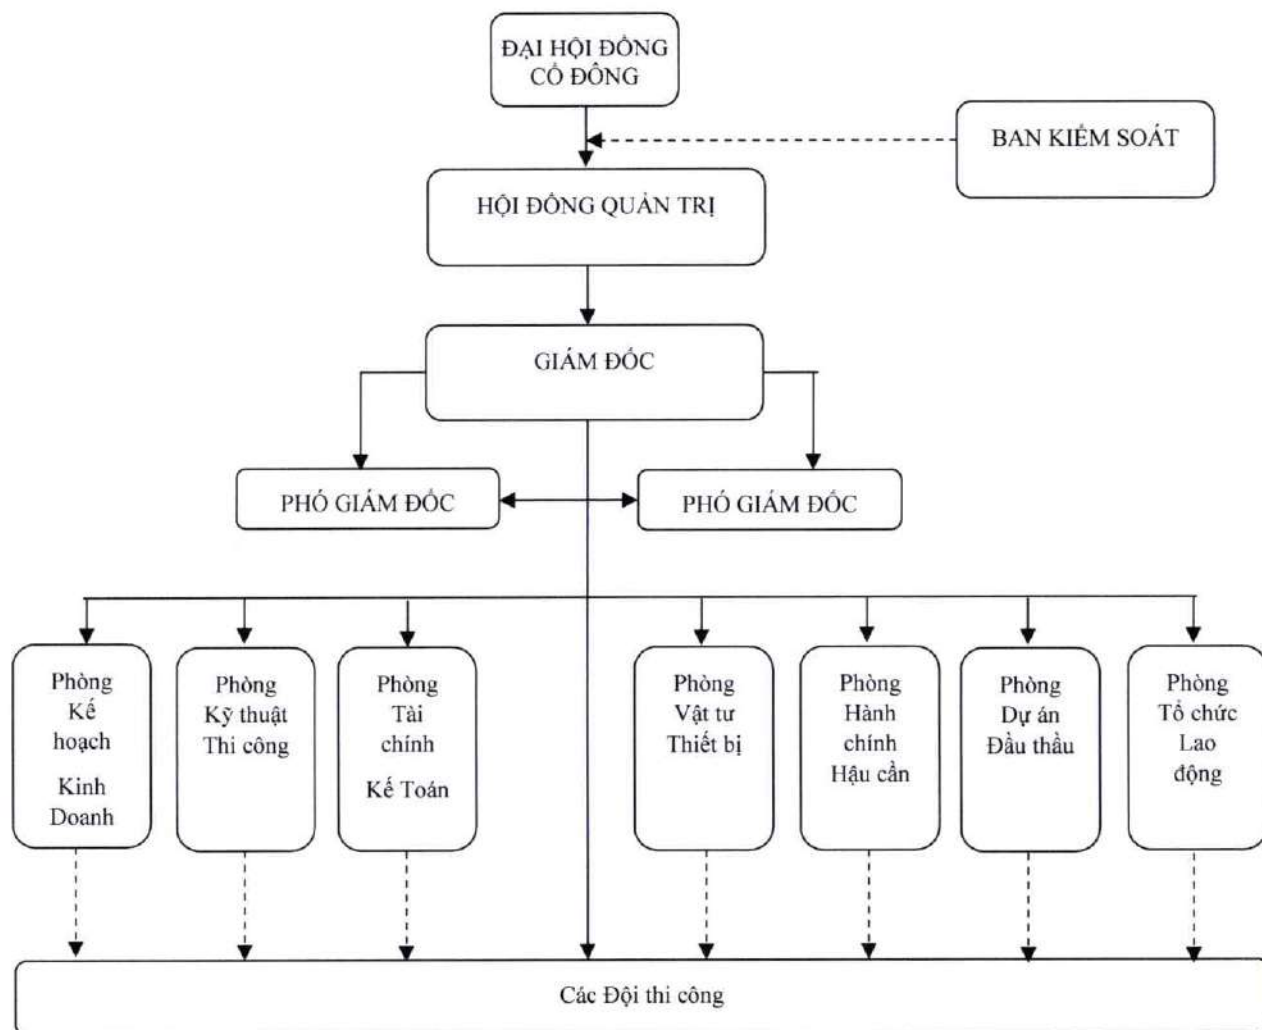 ĐẠI HỘI ĐỒNG
CỔ ĐÔNG
BAN KIỂM SOÁT
HỘI ĐỒNG QUẢN TRỊ
GIÁM ĐỐC
PHÓ GIÁM ĐỐC
PHÓ GIÁM ĐỐC
Phòng
Kế
hoạch
Kinh
Doanh
Phòng
Kỹ thuật
Thi công
Phòng
Tài
chính
Kế Toán
Phòng
Vật tư
Thiết bị
Phòng
Hành
chính
Hậu cần
Phòng
Dự án
Đầu thầu
Phòng
Tổ chức
Lao
động
Các Đội thi công